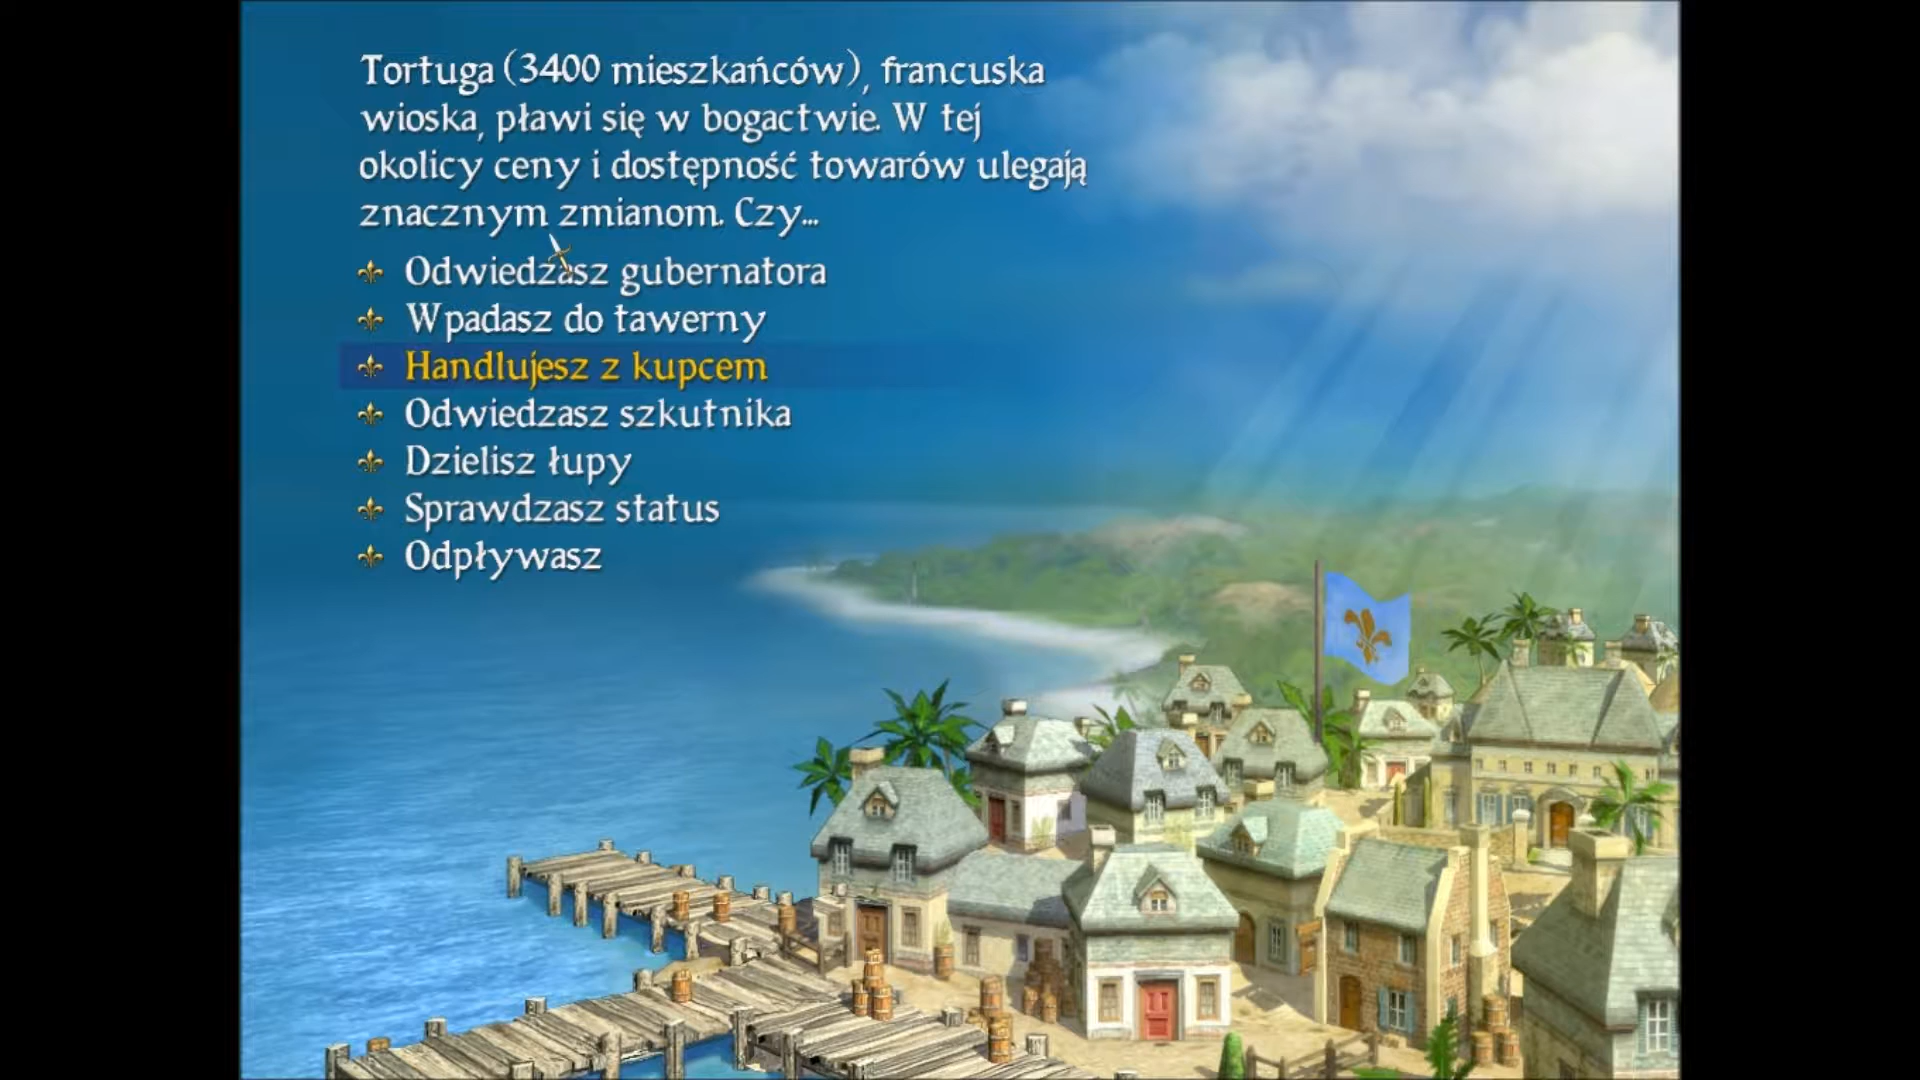 Tortuga (3400 mieszkańców), francuska
wioska, pławi się w bogactwie. W tej
okolicy ceny i dostępność towarów ulegają
znacznym zmianom. Czy...
Odwiedzasz gubernatora
Wpadasz do tawerny
Handlujesz z kupcem
Odwiedzasz szkutnika
Dzielisz łupy
Sprawdzasz status
Odpływasz